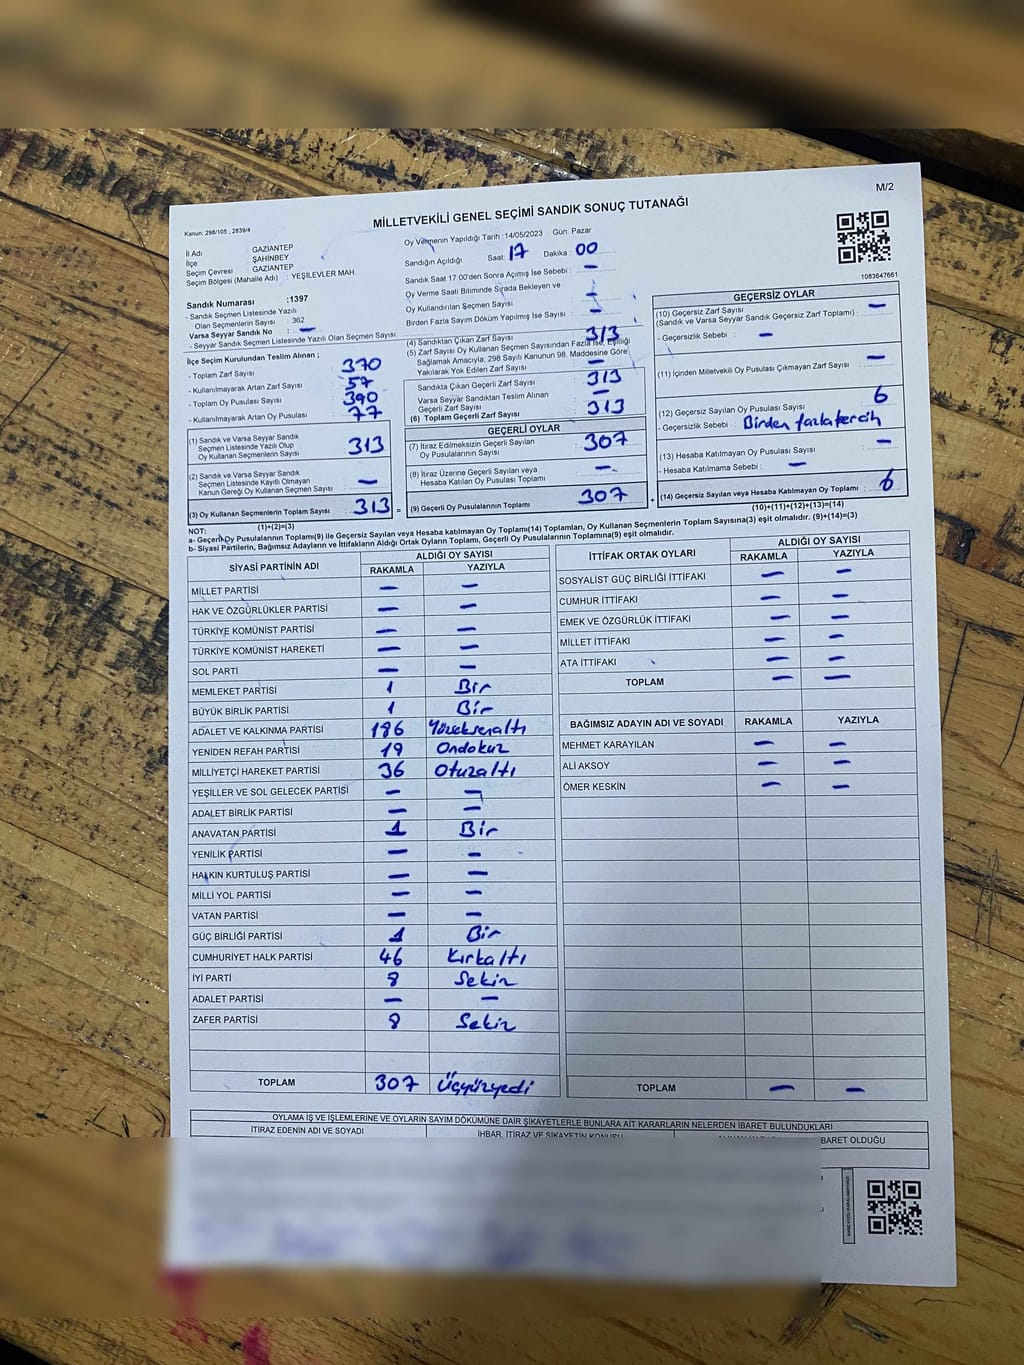 M/2
MİLLETVEKİLİ GENEL SEÇİMİ SANDIK SONUÇ TUTANAĞI
Kanun: 298/105 , 2839/4
İl Adı : GAZİANTEP
İlçe : ŞAHİNBEY
Seçim Çevresi : GAZİANTEP
Seçim Bölgesi (Mahalle Adı) : YEŞİLEVLER MAH.
Sandık Numarası :1397
- Sandık Seçmen Listesinde Yazılı
Olan Seçmenlerin Sayısı : 362
Varsa Seyyar Sandık No : —
- Seyyar Sandık Seçmen Listesinde Yazılı Olan Seçmen Sayısı:
İlçe Seçim Kurulundan Teslim Alınan ;
- Toplam Zarf Sayısı : 370
- Kullanılmayarak Artan Zarf Sayısı : 57
- Toplam Oy Pusulası Sayısı : 390
- Kullanılmayarak Artan Oy Pusulası : 77
(1) Sandık ve Varsa Seyyar Sandık
Seçmen Listesinde Yazılı Olup
Oy Kullanan Seçmenlerin Sayısı : 313
(2) Sandık ve Varsa Seyyar Sandık
Seçmen Listesinde Kayıtlı Olmayan
Kanun Gereği Oy Kullanan Seçmen Sayısı : —
(3) Oy Kullanan Seçmenlerin Toplam Sayısı : 313
(1)+(2)=(3)
Oy Vermenin Yapıldığı Tarih :14/05/2023 Gün: Pazar
Sandığın Açıldığı Saat: 17 Dakika : 00
Sandık Saat 17:00'den Sonra Açılmış İse Sebebi : —
Oy Verme Saati Bitiminde Sırada Bekleyen ve
Oy Kullandırılan Seçmen Sayısı : —
Birden Fazla Sayım Döküm Yapılmış İse Sayısı : —
(4) Sandıktan Çıkan Zarf Sayısı : 313
(5) Zarf Sayısı Oy Kullanan Seçmen Sayısından Fazla İse, Eşitliği
Sağlamak Amacıyla; 298 Sayılı Kanunun 98. Maddesine Göre
Yakılarak Yok Edilen Zarf Sayısı : —
Sandıkta Çıkan Geçerli Zarf Sayısı : 313
Varsa Seyyar Sandıktan Teslim Alınan
Geçerli Zarf Sayısı : —
(6) Toplam Geçerli Zarf Sayısı : 313
GEÇERLİ OYLAR
(7) İtiraz Edilmeksizin Geçerli Sayılan
Oy Pusulalarının Sayısı : 307
(8) İtiraz Üzerine Geçerli Sayılan veya
Hesaba Katılan Oy Pusulası Toplamı : —
= (9) Geçerli Oy Pusulalarının Toplamı : 307
1083647661
GEÇERSİZ OYLAR
(10) Geçersiz Zarf Sayısı
(Sandık ve Varsa Seyyar Sandık Geçersiz Zarf Toplamı) : —
- Geçersizlik Sebebi : —
(11) İçinden Milletvekili Oy Pusulası Çıkmayan Zarf Sayısı : —
(12) Geçersiz Sayılan Oy Pusulası Sayısı : 6
- Geçersizlik Sebebi : Birden fazla tercih
(13) Hesaba Katılmayan Oy Pusulası Sayısı : —
- Hesaba Katılmama Sebebi : —
+ (14) Geçersiz Sayılan veya Hesaba Katılmayan Oy Toplamı : 6
(10)+(11)+(12)+(13)=(14)
NOT:
a- Geçerli Oy Pusulalarının Toplamı(9) ile Geçersiz Sayılan veya Hesaba katılmayan Oy Toplamı(14) Toplamları, Oy Kullanan Seçmenlerin Toplam Sayısına(3) eşit olmalıdır. (9)+(14)=(3)
b- Siyasi Partilerin, Bağımsız Adayların ve İttifakların Aldığı Ortak Oyların Toplamı, Geçerli Oy Pusulalarının Toplamına(9) eşit olmalıdır.
SİYASİ PARTİNİN ADI ALDIĞI OY SAYISI
RAKAMLA YAZIYLA
MİLLET PARTİSİ — —
HAK VE ÖZGÜRLÜKLER PARTİSİ — —
TÜRKİYE KOMÜNİST PARTİSİ — —
TÜRKİYE KOMÜNİST HAREKETİ — —
SOL PARTİ — —
MEMLEKET PARTİSİ 1 Bir
BÜYÜK BİRLİK PARTİSİ 1 Bir
ADALET VE KALKINMA PARTİSİ 186 Yüzseksenaltı
YENİDEN REFAH PARTİSİ 19 Ondokuz
MİLLİYETÇİ HAREKET PARTİSİ 36 Otuzaltı
YEŞİLLER VE SOL GELECEK PARTİSİ — —
ADALET BİRLİK PARTİSİ — —
ANAVATAN PARTİSİ 1 Bir
YENİLİK PARTİSİ — —
HALKIN KURTULUŞ PARTİSİ — —
MİLLİ YOL PARTİSİ — —
VATAN PARTİSİ — —
GÜÇ BİRLİĞİ PARTİSİ 1 Bir
CUMHURİYET HALK PARTİSİ 46 Kırkaltı
İYİ PARTİ 8 Sekiz
ADALET PARTİSİ — —
ZAFER PARTİSİ 8 Sekiz
TOPLAM 307 Üçyüzyedi
İTTİFAK ORTAK OYLARI ALDIĞI OY SAYISI
RAKAMLA YAZIYLA
SOSYALİST GÜÇ BİRLİĞİ İTTİFAKI — —
CUMHUR İTTİFAKI — —
EMEK VE ÖZGÜRLÜK İTTİFAKI — —
MİLLET İTTİFAKI — —
ATA İTTİFAKI — —
TOPLAM — —
BAĞIMSIZ ADAYIN ADI VE SOYADI RAKAMLA YAZIYLA
MEHMET KARAYILAN — —
ALİ AKSOY — —
ÖMER KESKİN — —
TOPLAM — —
OYLAMA İŞ VE İŞLEMLERİNE VE OYLARIN SAYIM DÖKÜMÜNE DAİR ŞİKAYETLERLE BUNLARA AİT KARARLARIN NELERDEN İBARET BULUNDUKLARI
İTİRAZ EDENİN ADI VE SOYADI
İHBAR, İTİRAZ VE ŞİKAYETİN KONUSU
BARET OLDUĞU